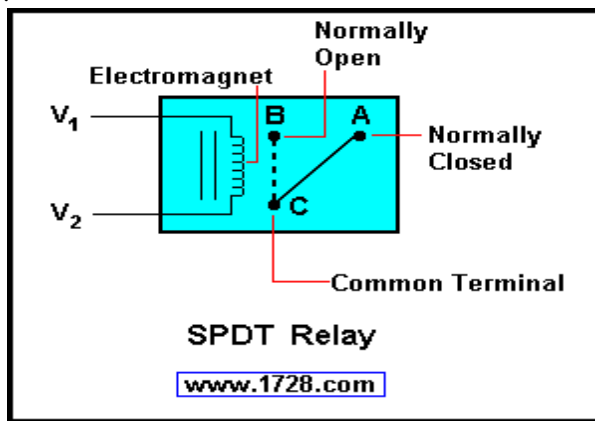 Normally
Open
Electromagnet
V1
B
A
Normally
Closed
V2
C
Common Terminal
SPDT Relay
www.1728.com